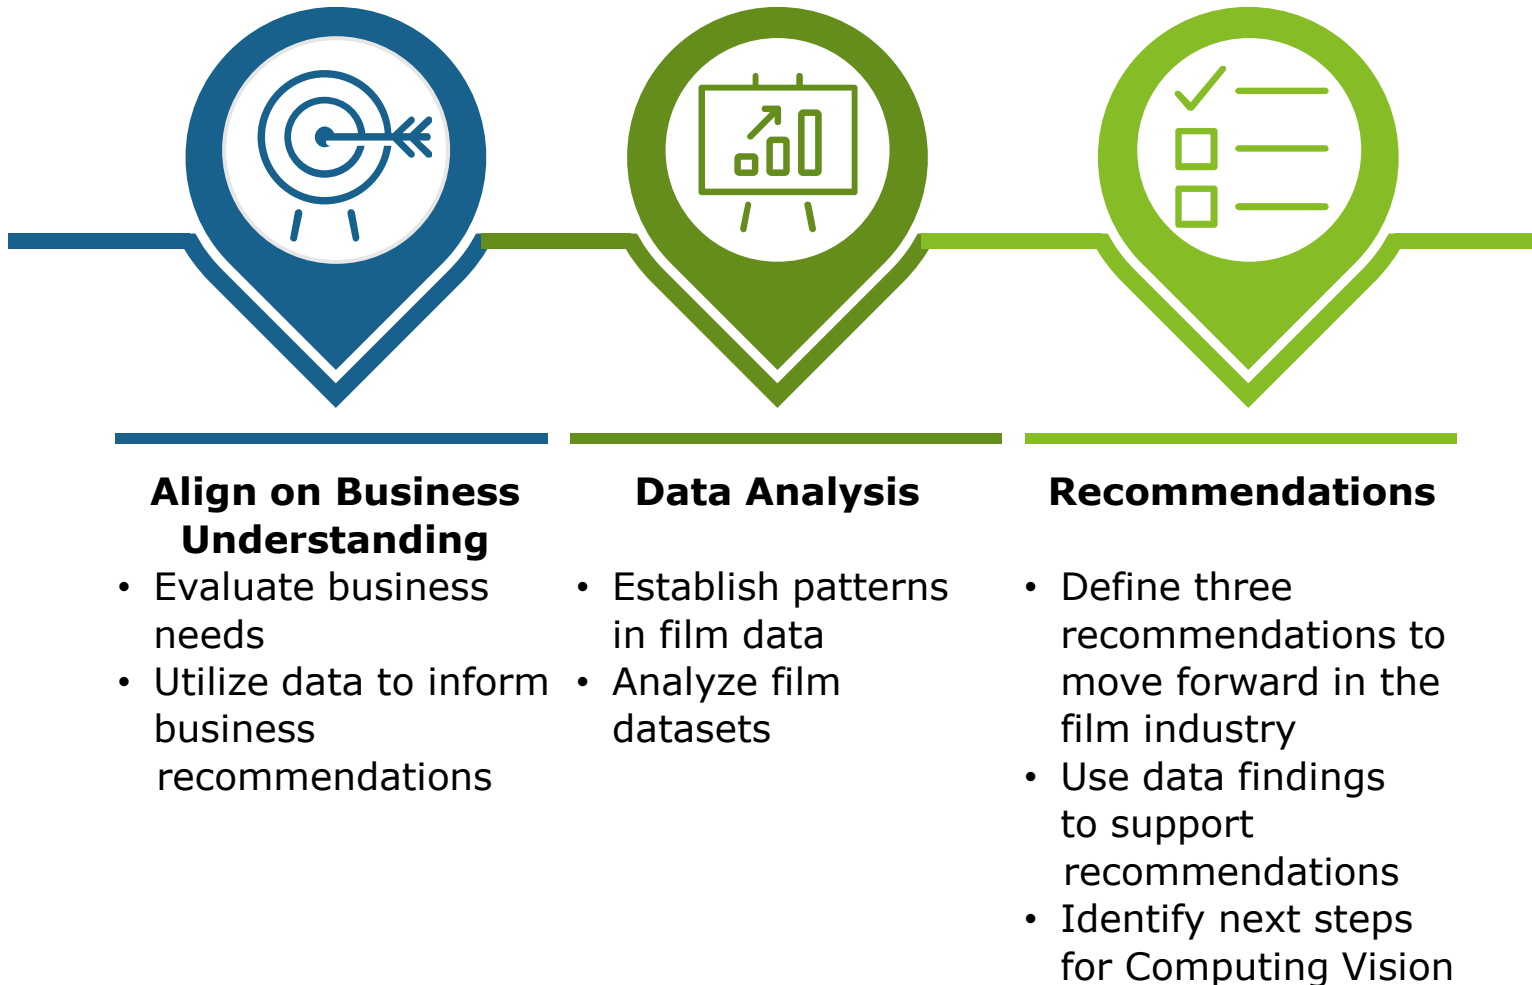 Align on Business
Understanding
• Evaluate business
needs
• Utilize data to inform
business
recommendations
Data Analysis
• Establish patterns
in film data
• Analyze film
datasets
Recommendations
• Define three
recommendations to
move forward in the
film industry
• Use data findings
to support
recommendations
• Identify next steps
for Computing Vision